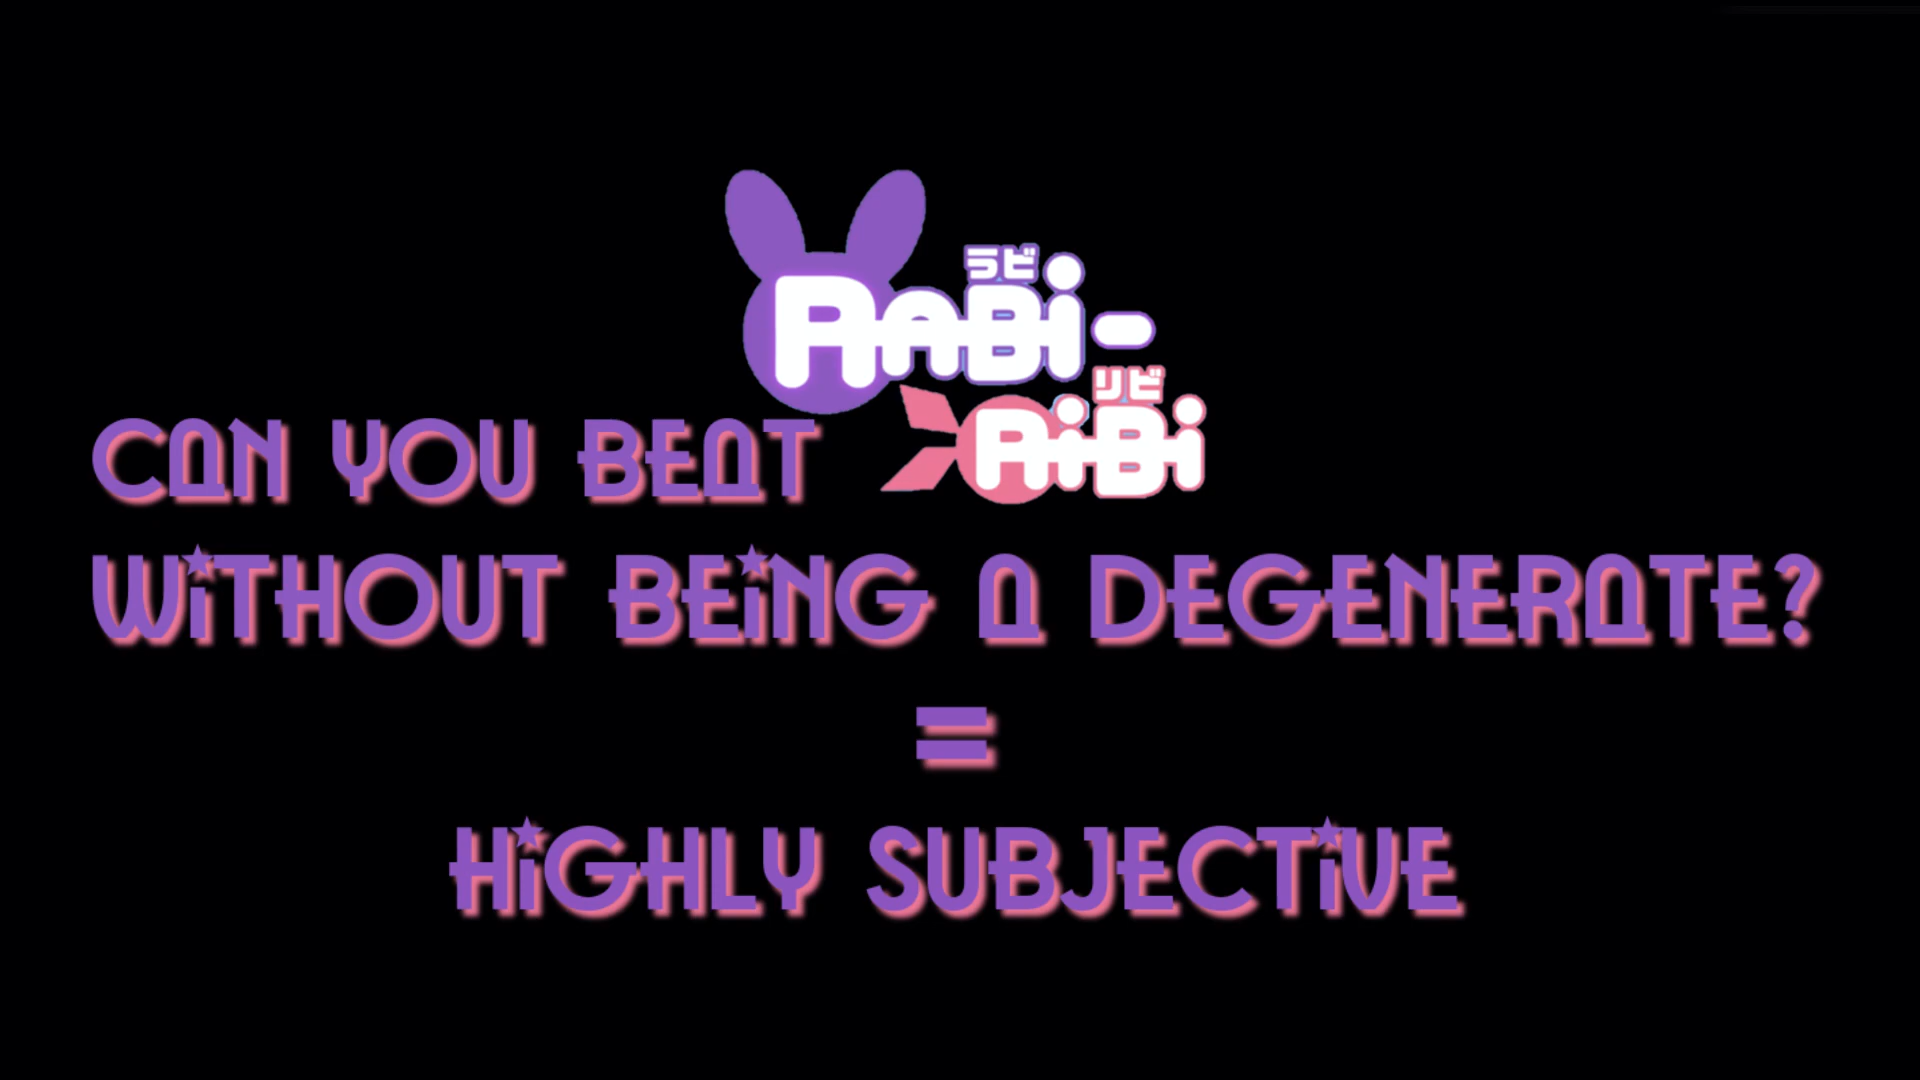 ラビ
RABI-
リビ
CAN YOU BEAT RIBI
WITHOUT BEING A DEGENERATE?
=
HIGHLY SUBJECTIVE